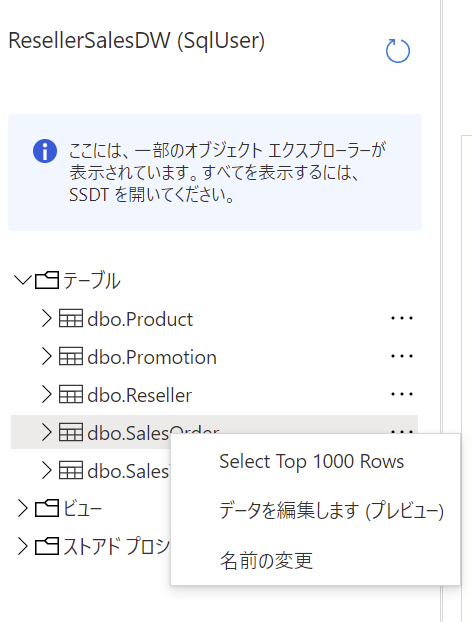 ResellerSalesDW (SqlUser)
ここには、一部のオブジェクト エクスプローラーが
表示されています。すべてを表示するには、
SSDT を開いてください。
テーブル
dbo.Product
dbo.Promotion
dbo.Reseller
dbo.SalesOrder
dbo.Sales
Select Top 1000 Rows
データを編集します (プレビュー)
名前の変更
ビュー
ストアド プロシ